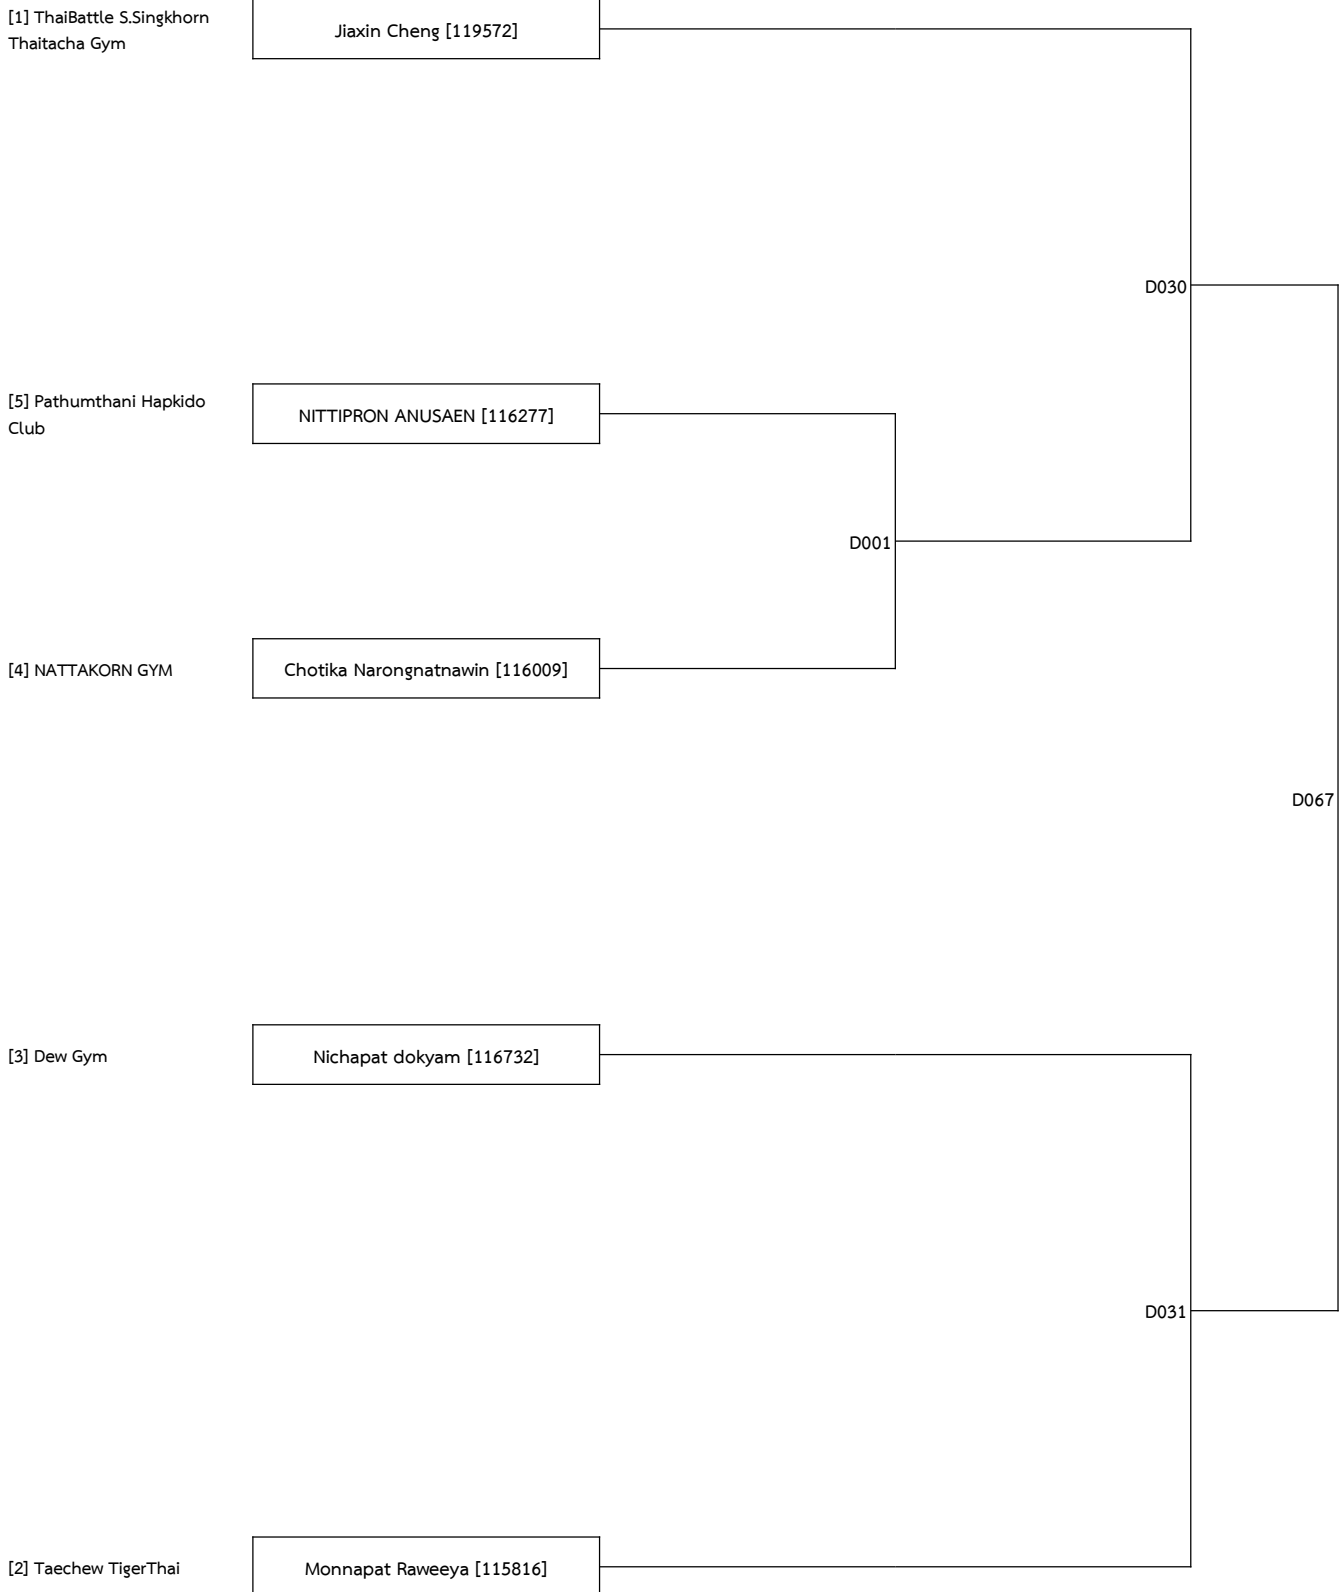 [1] ThaiBattle S.Singkhorn
Thaitacha Gym
Jiaxin Cheng [119572]
D030
[5] Pathumthani Hapkido
Club
NITTIPRON ANUSAEN [116277]
D001
[4] NATTAKORN GYM
Chotika Narongnatnawin [116009]
D067
[3] Dew Gym
Nichapat dokyam [116732]
D031
[2] Taechew TigerThai
Monnapat Raweeya [115816]